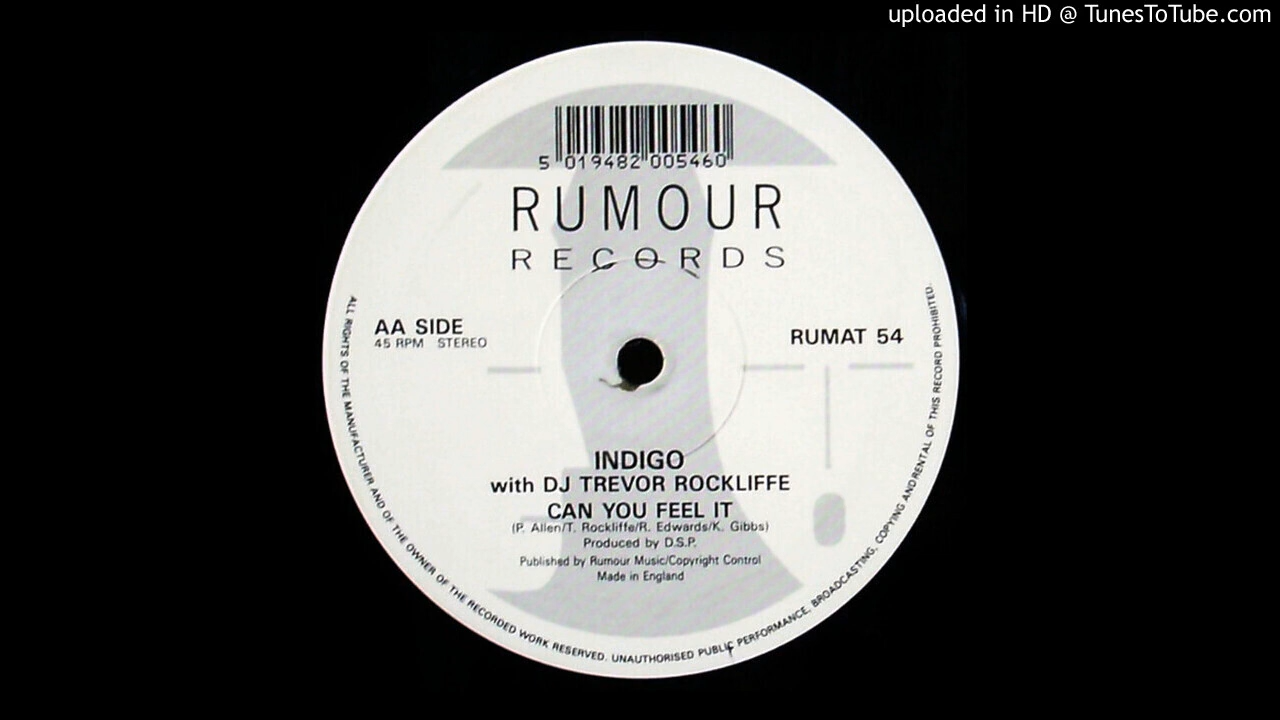 uploaded in HD @ TunesToTube.com
5 019482 005460
RUMOUR
RECORDS
AA SIDE
45 RPM STEREO
RUMAT 54
INDIGO
with DJ TREVOR ROCKLIFFE
CAN YOU FEEL IT
(P. Allen/T. Rockliffe/R. Edwards/K. Gibbs)
Produced by D.S.P.
Published by Rumour Music/Copyright Control
Made in England
ALL RIGHTS OF THE MANUFACTURER AND OF THE OWNER OF THE RECORDED WORK RESERVED. UNAUTHORISED PUBLIC PERFORMANCE, BROADCASTING, COPYING AND RENTAL OF THIS RECORD PROHIBITED.